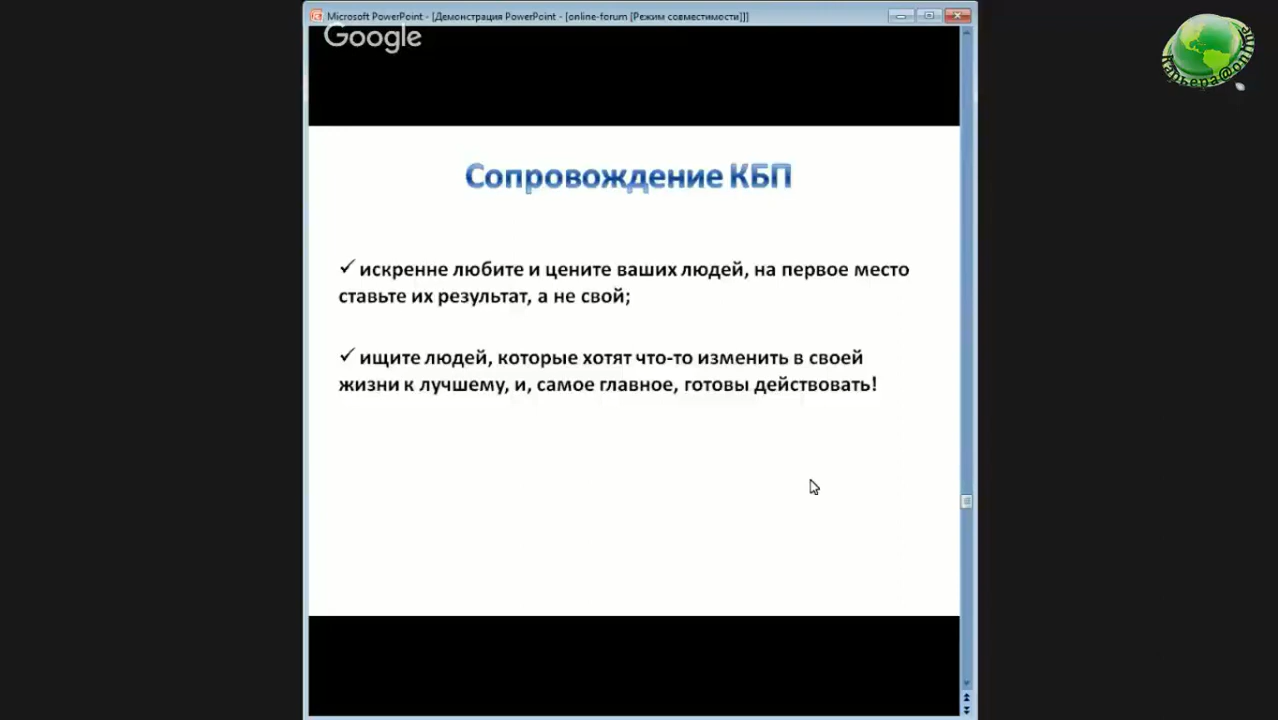 Microsoft PowerPoint - [Демонстрация PowerPoint - [online-forum [Режим совместимости]]]
Google
Карьера@online
Сопровождение КБП
✓ искренне любите и цените ваших людей, на первое место
ставьте их результат, а не свой;
✓ ищите людей, которые хотят что-то изменить в своей
жизни к лучшему, и, самое главное, готовы действовать!